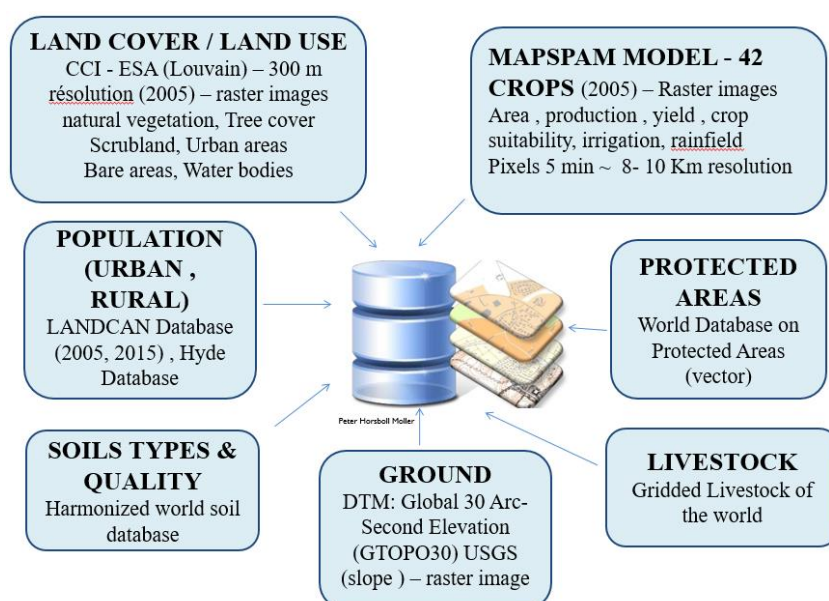 LAND COVER / LAND USE
CCI - ESA (Louvain) – 300 m
résolution (2005) – raster images
natural vegetation, Tree cover
Scrubland, Urban areas
Bare areas, Water bodies
MAPSPAM MODEL - 42
CROPS (2005) – Raster images
Area , production , yield , crop
suitability, irrigation, rainfield
Pixels 5 min ~ 8- 10 Km resolution
POPULATION
(URBAN ,
RURAL)
LANDCAN Database
(2005, 2015) , Hyde
Database
PROTECTED
AREAS
World Database on
Protected Areas
(vector)
Peter Horsboll Moller
SOILS TYPES &
QUALITY
Harmonized world soil
database
GROUND
DTM: Global 30 Arc-
Second Elevation
(GTOPO30) USGS
(slope ) – raster image
LIVESTOCK
Gridded Livestock of
the world